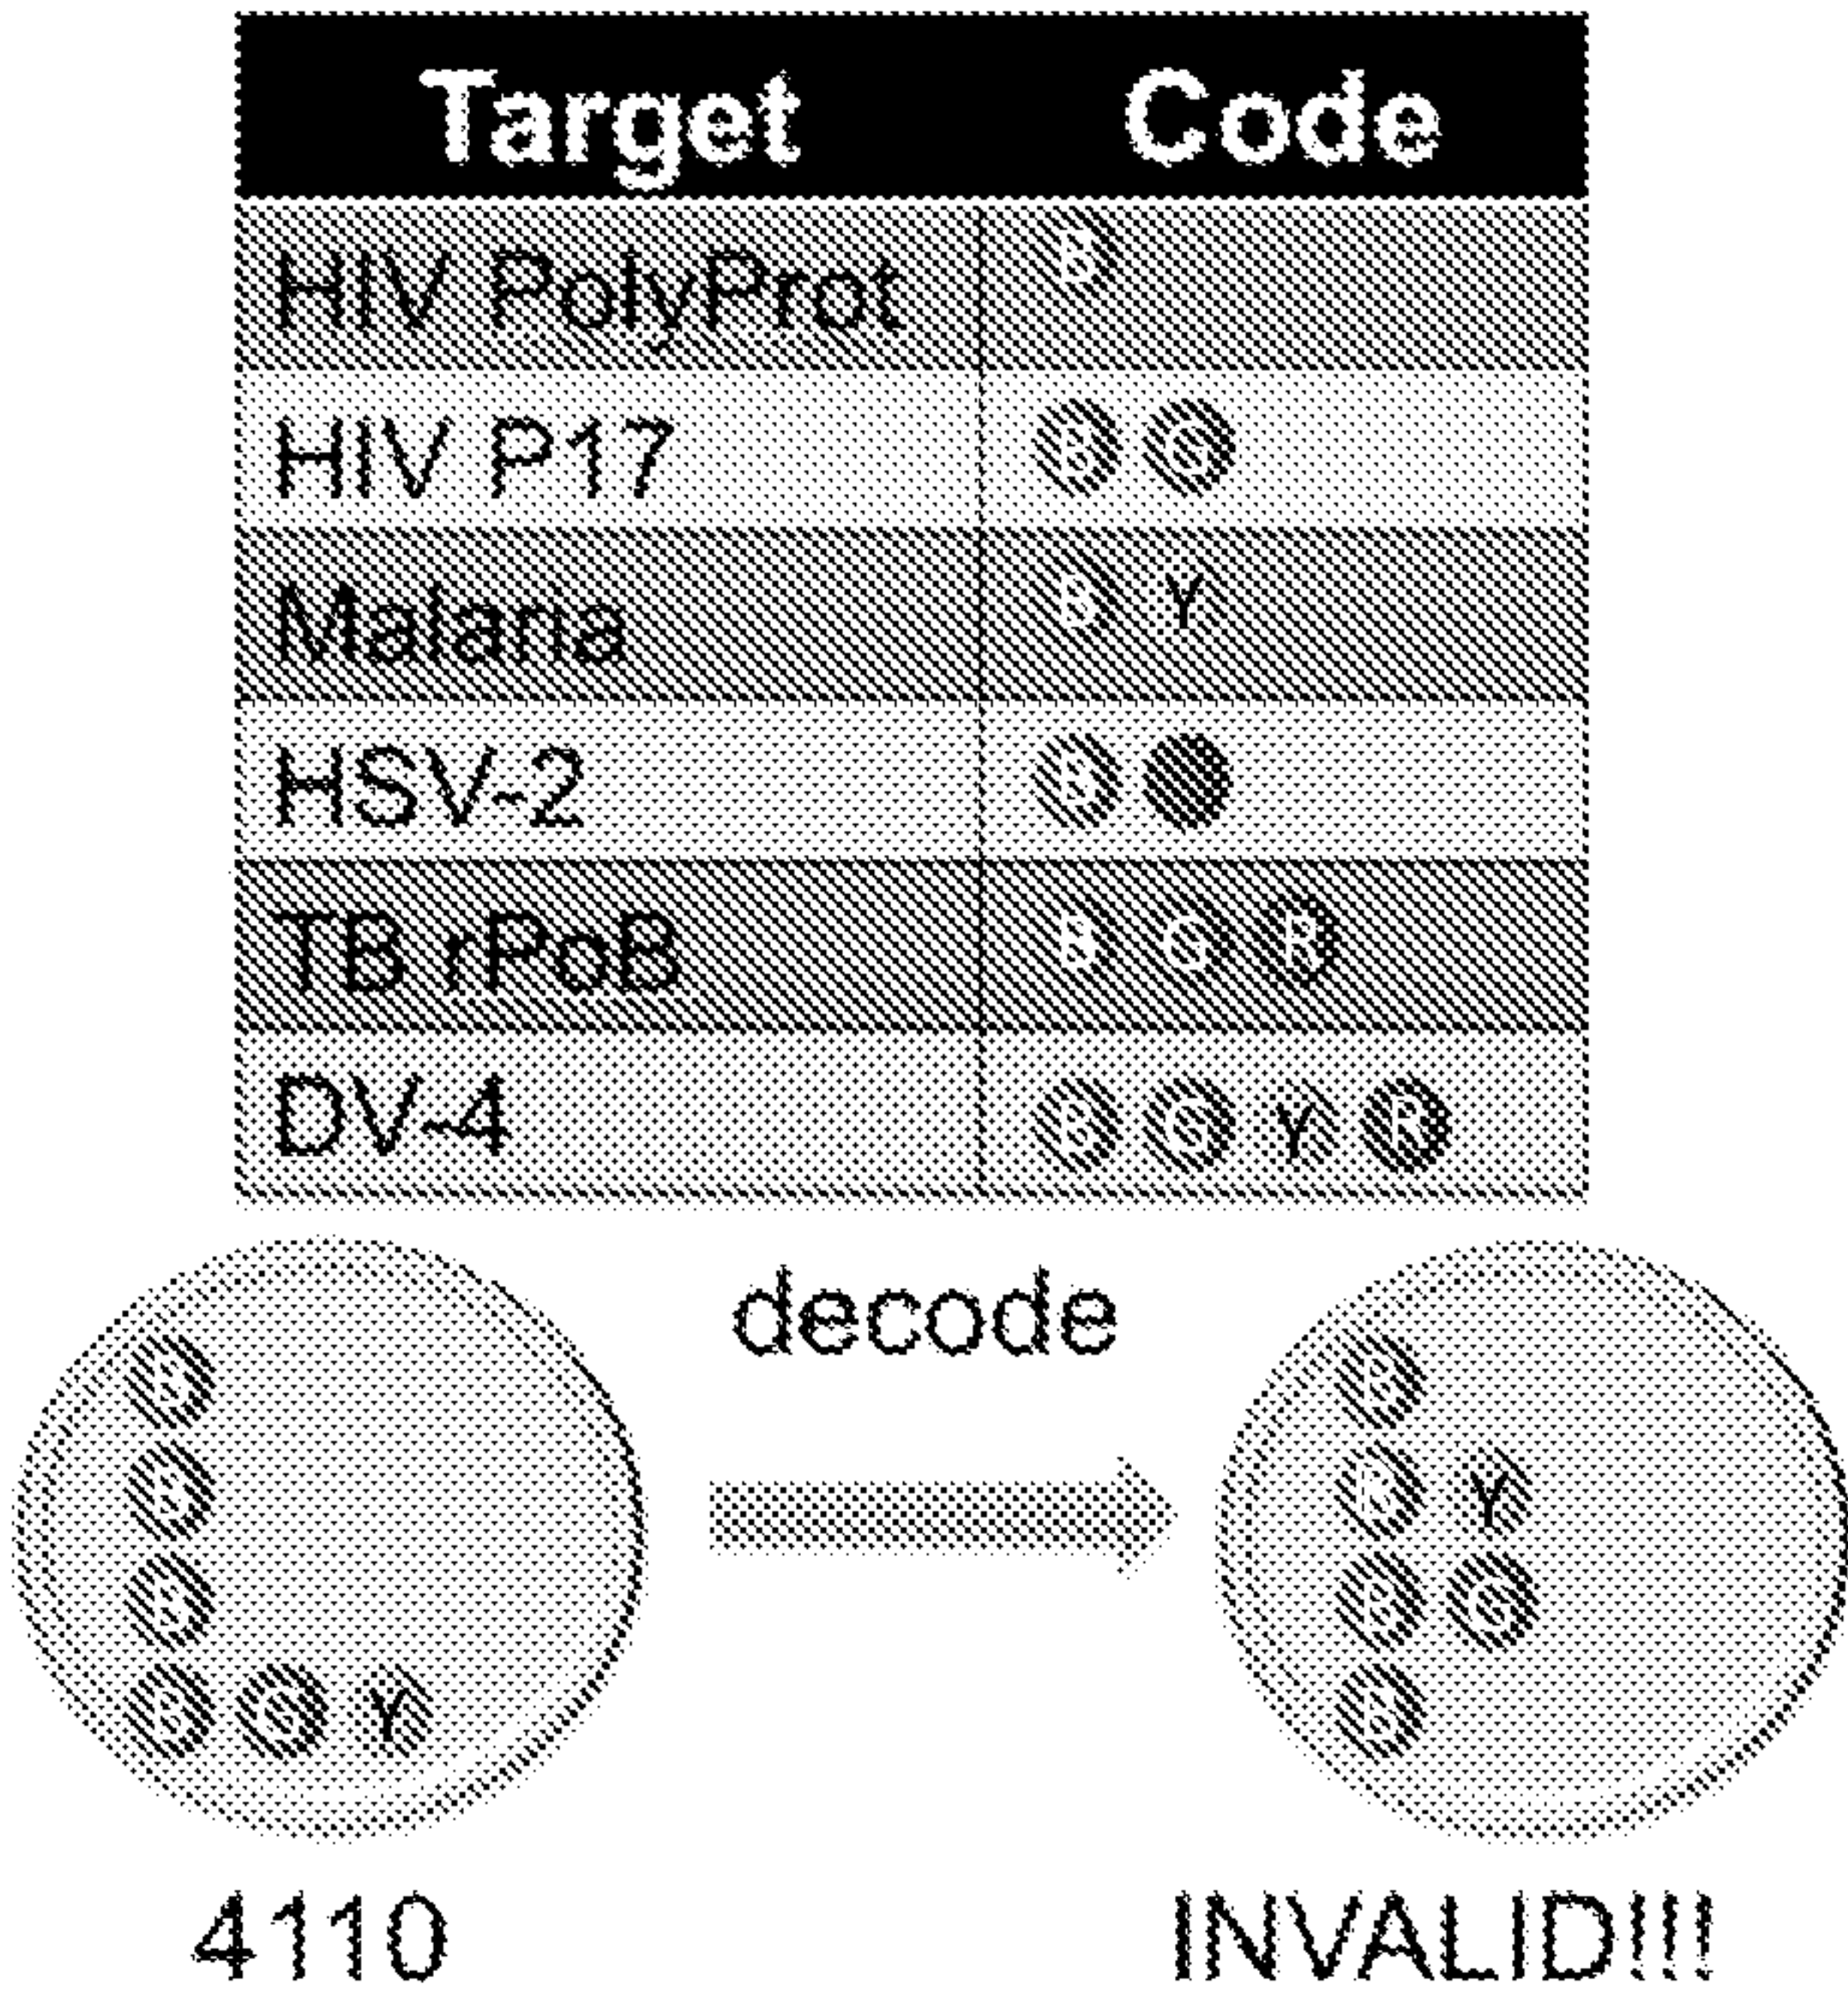 Target Code
HIV PolyProt B
HIV P17 B G
Malaria B Y
HSV-2 B
TB rPoB B G R
DV-4 B G Y R
decode
B
B
B
B G Y
B
B Y
B G
B
4110
INVALID!!!